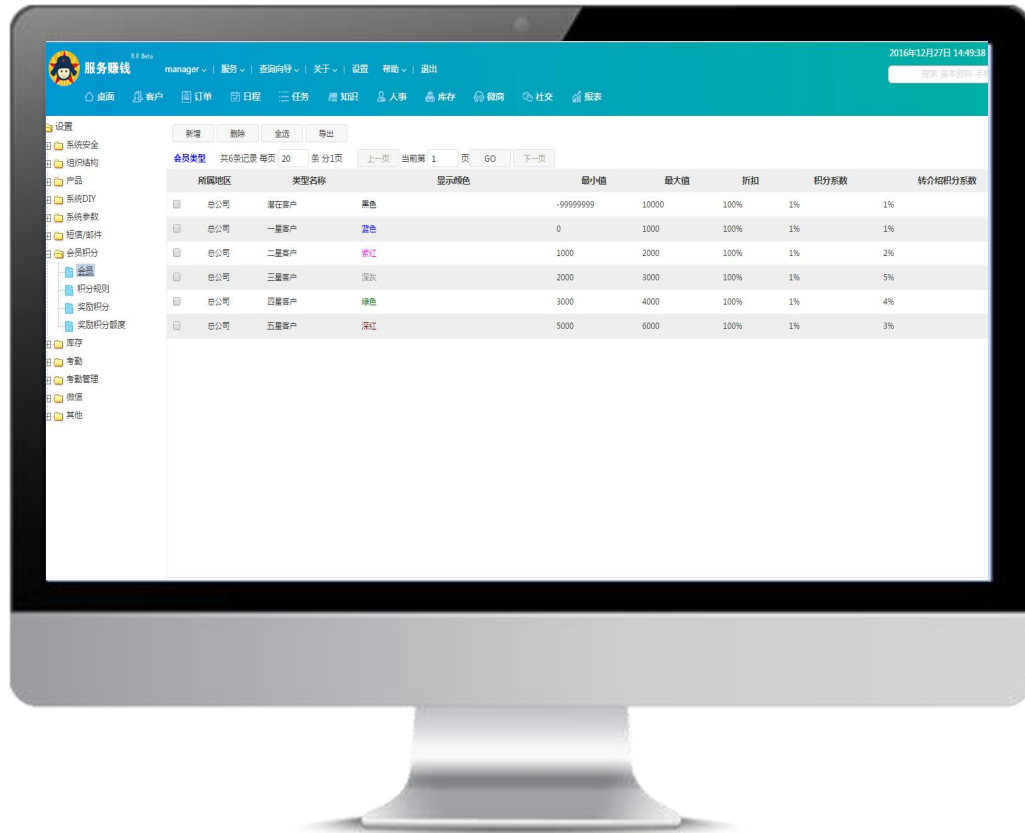 8.0 Beta
2016年12月27日 14:49:38
服务赚钱 manager | 服务 | 查询向导 | 关于 | 设置 帮助 | 退出
搜索 基本资料 手
桌面 客户 订单 日程 任务 知识 人事 库存 微商 社交 报表
设置
系统安全
组织结构
产品
系统DIY
系统参数
短信/邮件
会员积分
会员
积分规则
奖励积分
奖励积分额度
库存
考勤
考勤管理
微信
其他
新增 删除 全选 导出
会员类型 共6条记录 每页 20 条 分1页 上一页 当前第 1 页 GO 下一页
所属地区 类型名称 显示颜色 最小值 最大值 折扣 积分系数 转介绍积分系数
总公司 潜在客户 黑色 -99999999 10000 100% 1% 1%
总公司 一星客户 蓝色 0 1000 100% 1% 1%
总公司 二星客户 紫红 1000 2000 100% 1% 2%
总公司 三星客户 深灰 2000 3000 100% 1% 5%
总公司 四星客户 绿色 3000 4000 100% 1% 4%
总公司 五星客户 深红 5000 6000 100% 1% 3%